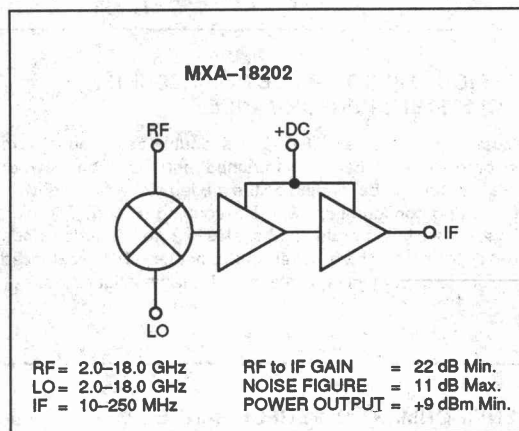 MXA–18202
RF
+DC
IF
LO
RF = 2.0–18.0 GHz
LO = 2.0–18.0 GHz
IF = 10–250 MHz
RF to IF GAIN = 22 dB Min.
NOISE FIGURE = 11 dB Max.
POWER OUTPUT = +9 dBm Min.